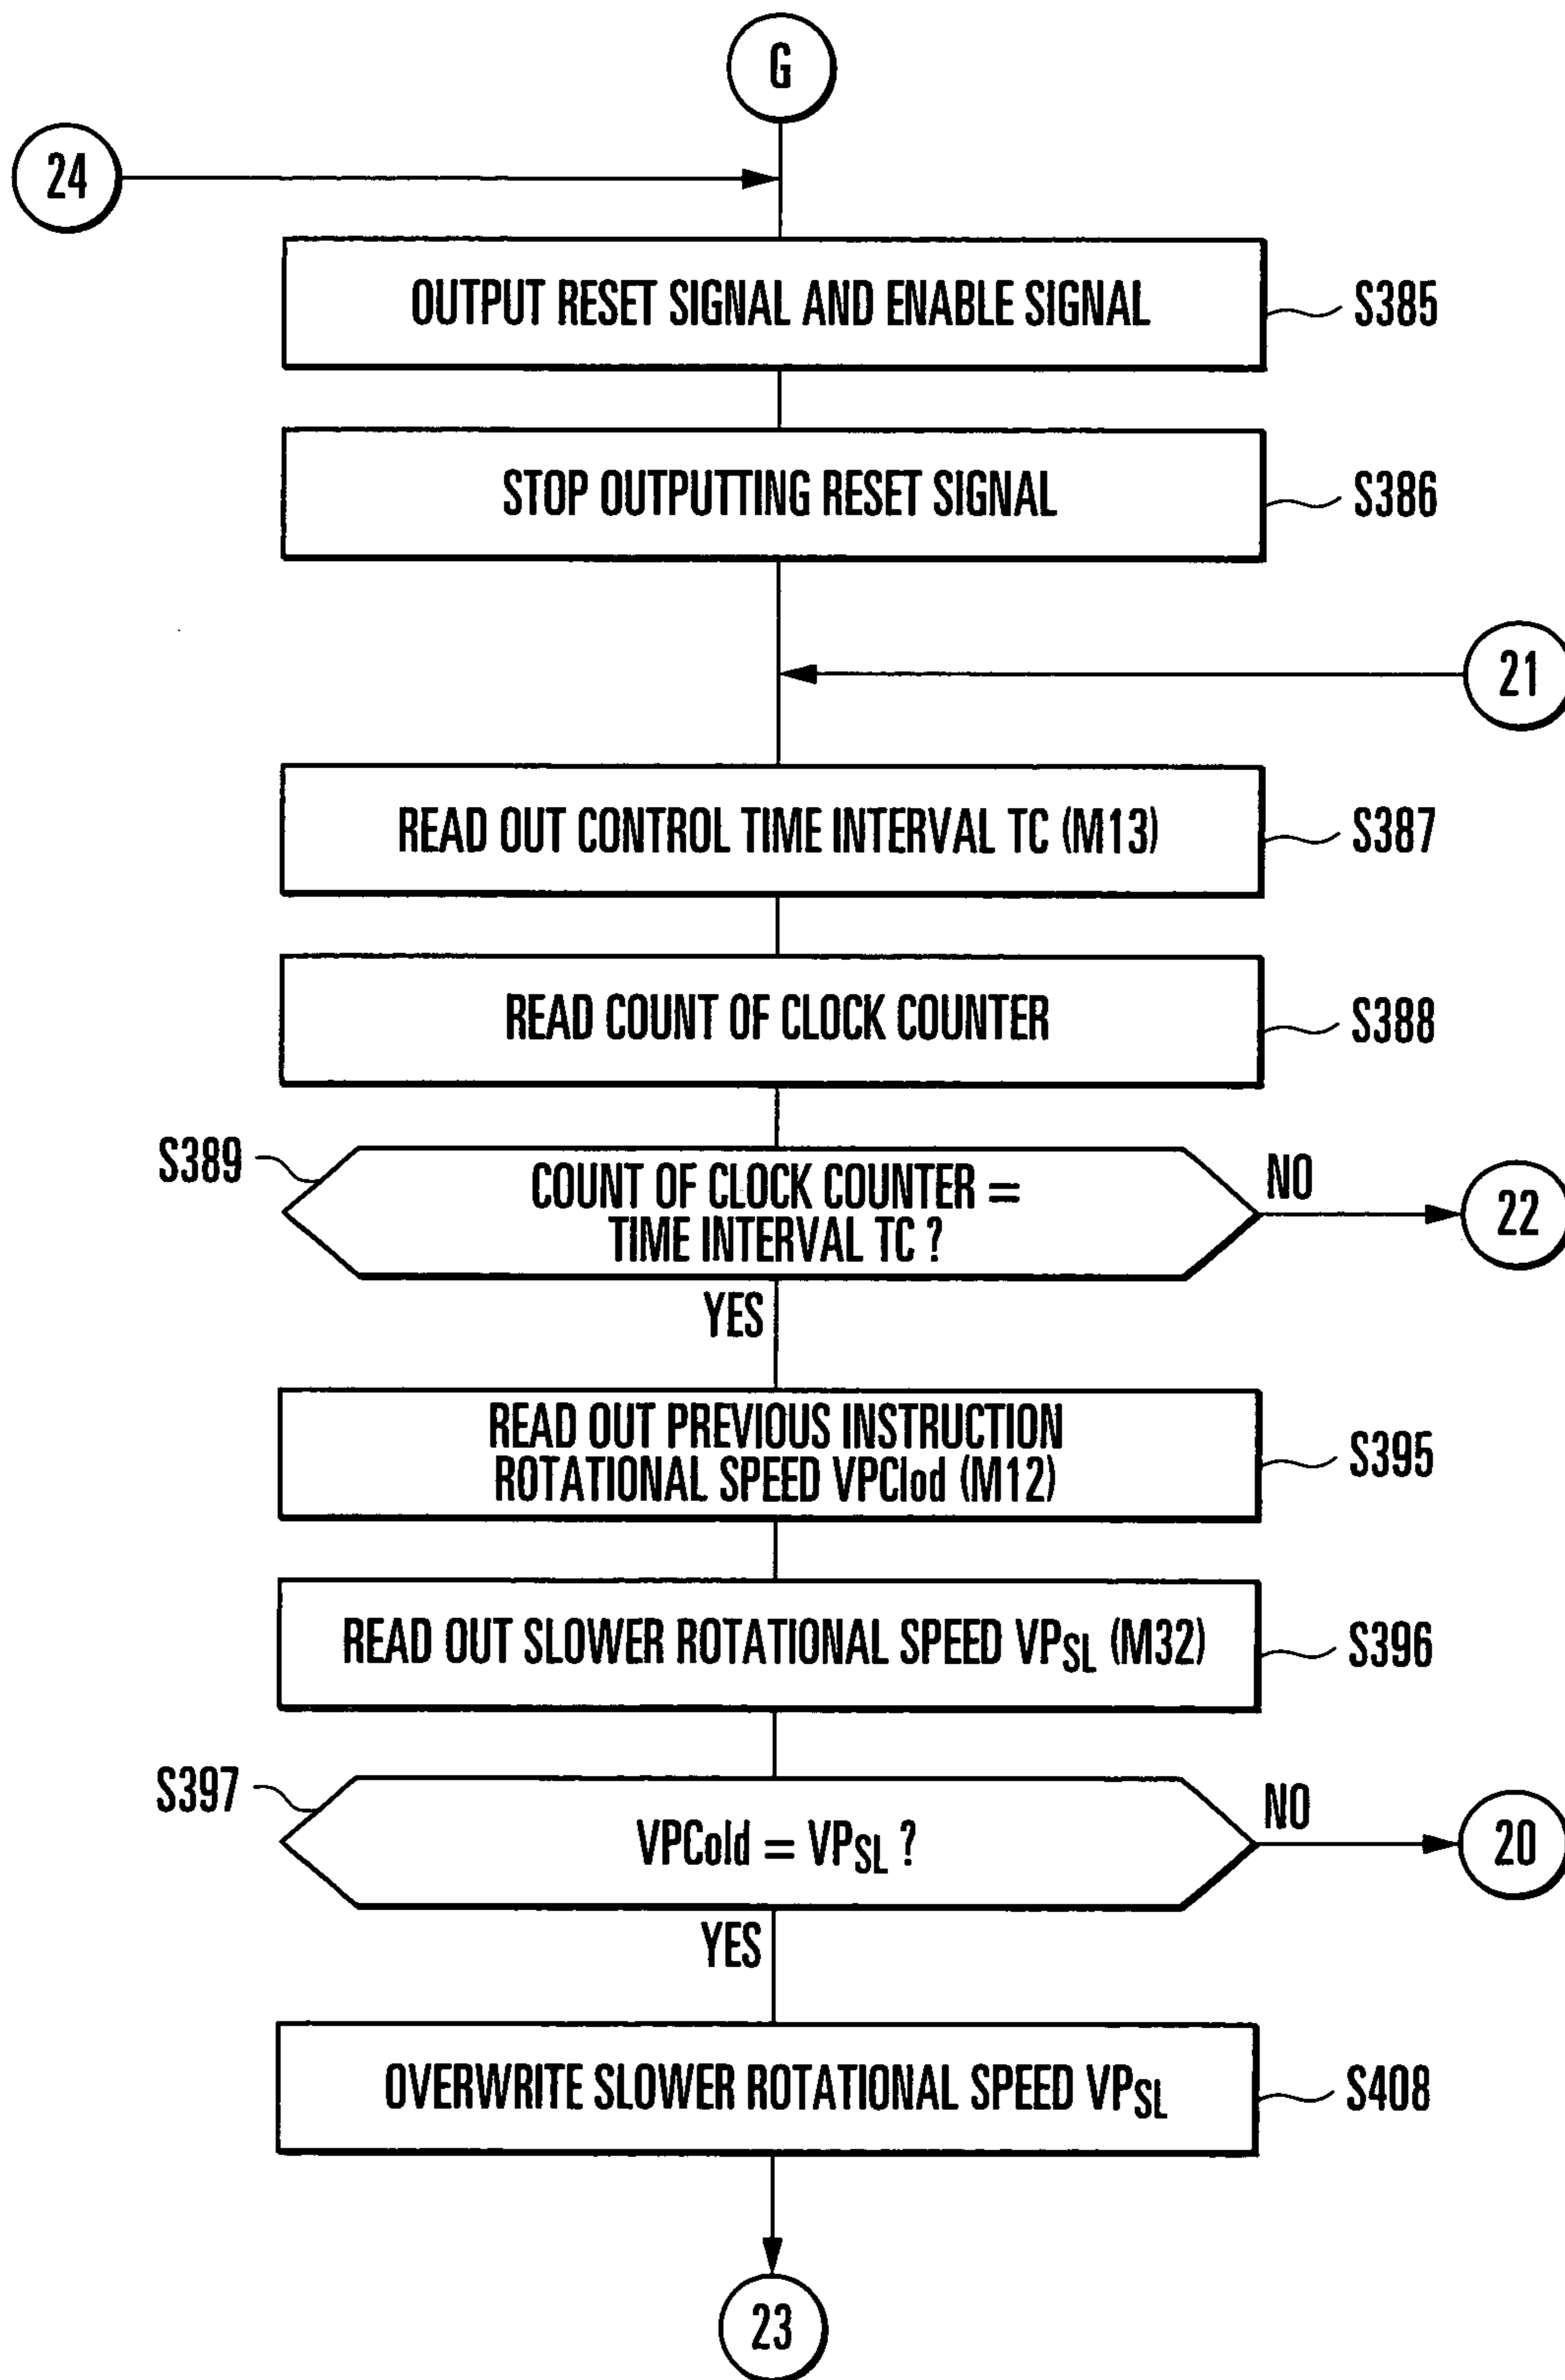 G
24
OUTPUT RESET SIGNAL AND ENABLE SIGNAL
S385
STOP OUTPUTTING RESET SIGNAL
S386
21
READ OUT CONTROL TIME INTERVAL TC (M13)
S387
READ COUNT OF CLOCK COUNTER
S388
S389
COUNT OF CLOCK COUNTER =
TIME INTERVAL TC ?
NO
22
YES
READ OUT PREVIOUS INSTRUCTION
ROTATIONAL SPEED VPClod (M12)
S395
READ OUT SLOWER ROTATIONAL SPEED VPSL (M32)
S396
S397
VPCold = VPSL ?
NO
20
YES
OVERWRITE SLOWER ROTATIONAL SPEED VPSL
S408
23